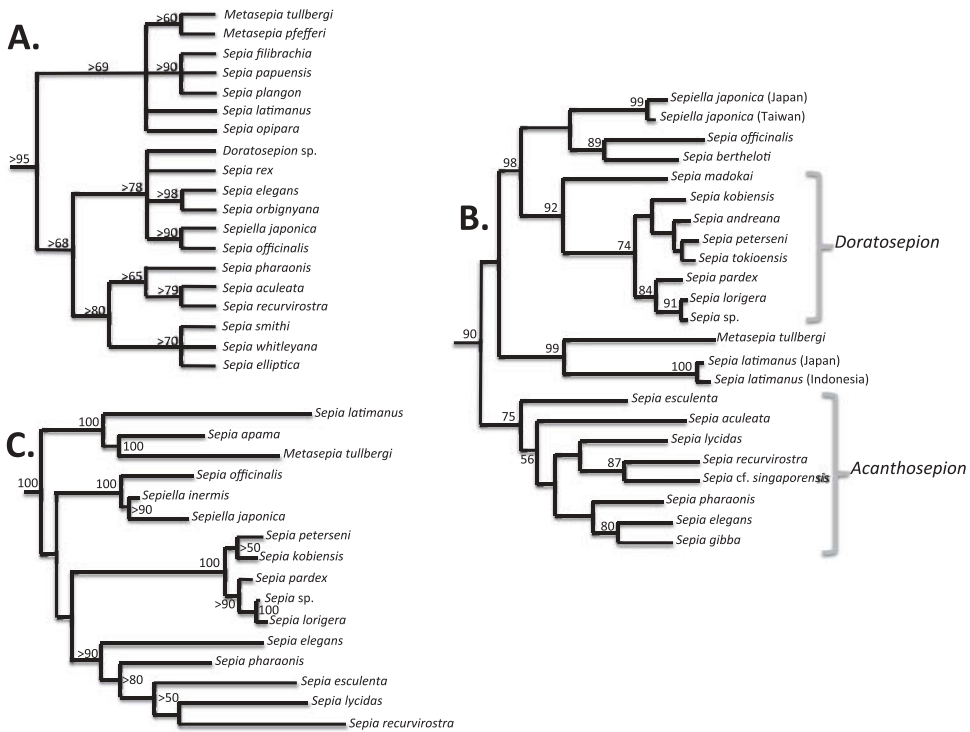 A.
>95
>69
>60
Metasepia tullbergi
Metasepia pfefferi
>90
Sepia filibrachia
Sepia papuensis
Sepia plangon
Sepia latimanus
Sepia opipara
>68
>78
Doratosepion sp.
Sepia rex
>98
Sepia elegans
Sepia orbignyana
>90
Sepiella japonica
Sepia officinalis
>80
>65
Sepia pharaonis
>79
Sepia aculeata
Sepia recurvirostra
>70
Sepia smithi
Sepia whitleyana
Sepia elliptica
B.
90
98
99
Sepiella japonica (Japan)
Sepiella japonica (Taiwan)
89
Sepia officinalis
Sepia bertheloti
92
Sepia madokai
74
Sepia kobiensis
Sepia andreana
Sepia peterseni
Sepia tokioensis
84
Sepia pardex
91
Sepia lorigera
Sepia sp.
Doratosepion
99
Metasepia tullbergi
100
Sepia latimanus (Japan)
Sepia latimanus (Indonesia)
75
Sepia esculenta
56
Sepia aculeata
Sepia lycidas
87
Sepia recurvirostra
Sepia cf. singaporensis
Sepia pharaonis
80
Sepia elegans
Sepia gibba
Acanthosepion
C.
100
100
Sepia latimanus
Sepia apama
100
Metasepia tullbergi
100
Sepia officinalis
Sepiella inermis
>90
Sepiella japonica
100
Sepia peterseni
>50
Sepia kobiensis
Sepia pardex
>90
Sepia sp.
100
Sepia lorigera
>90
Sepia elegans
Sepia pharaonis
>80
Sepia esculenta
>50
Sepia lycidas
Sepia recurvirostra